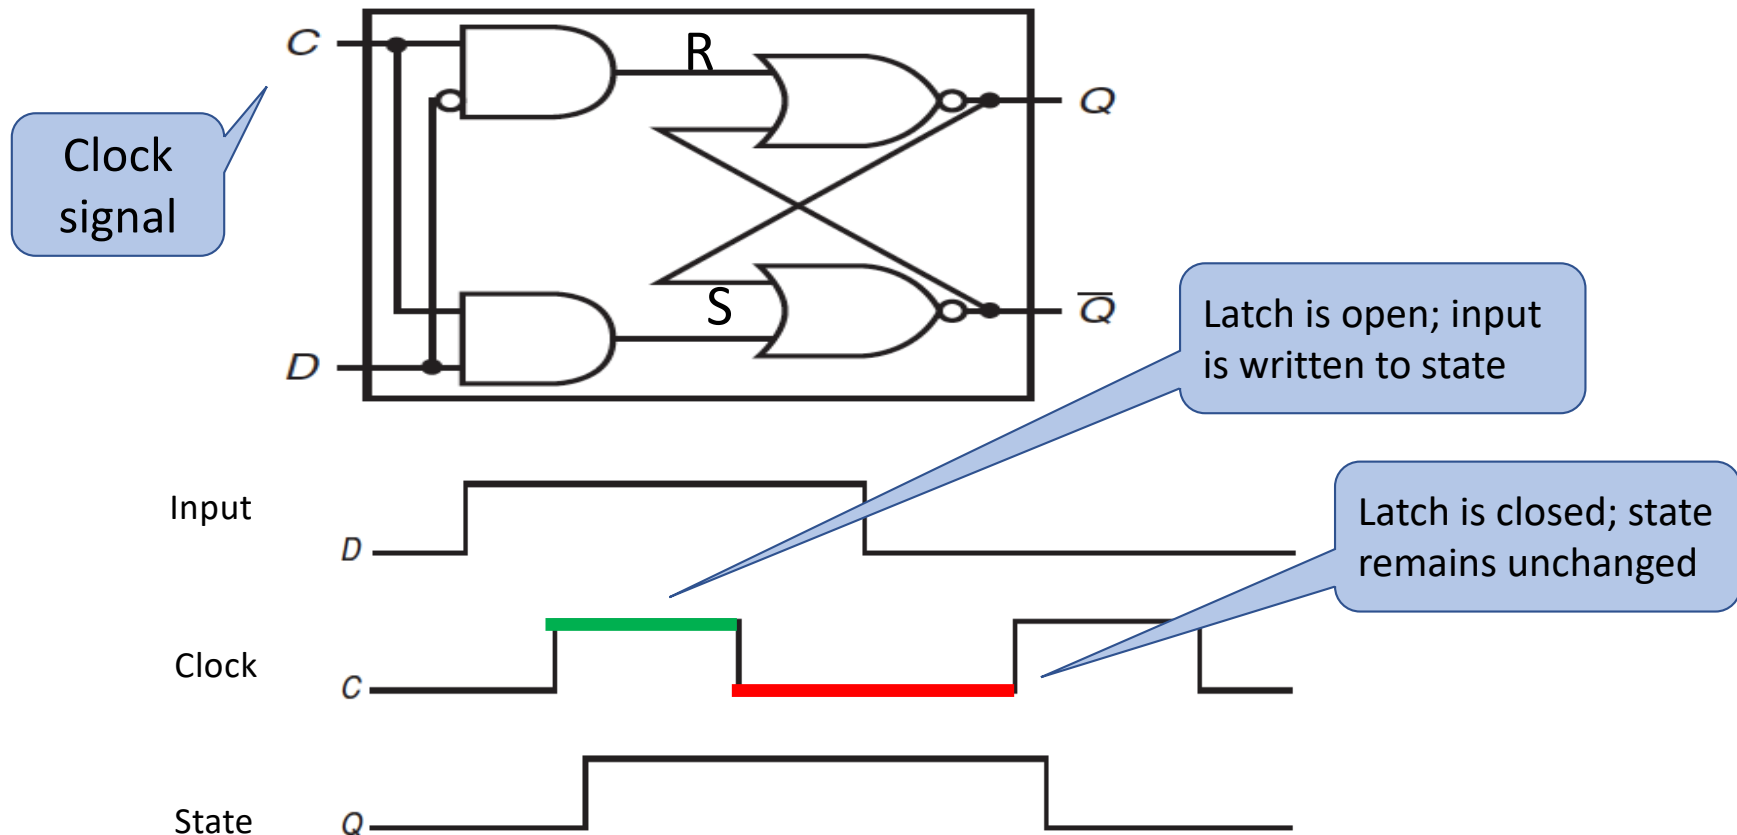 C
R
Q
Clock
signal
S
Q̅
D
Latch is open; input
is written to state
Input
D
Latch is closed; state
remains unchanged
Clock
C
State
Q